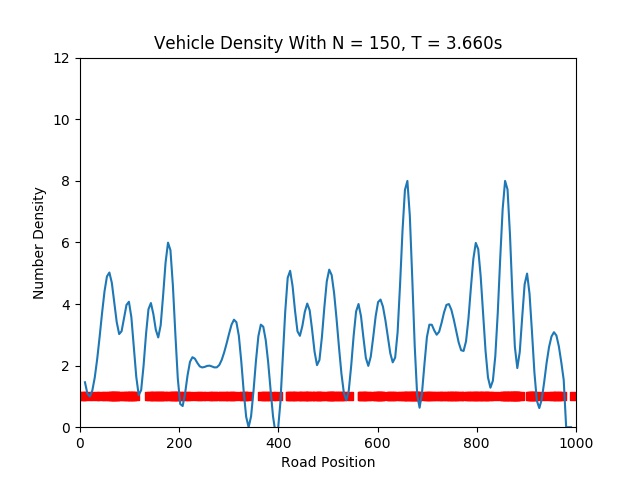 Vehicle Density With N = 150, T = 3.660s
12
10
8
6
4
2
0
Number Density
0 200 400 600 800 1000
Road Position